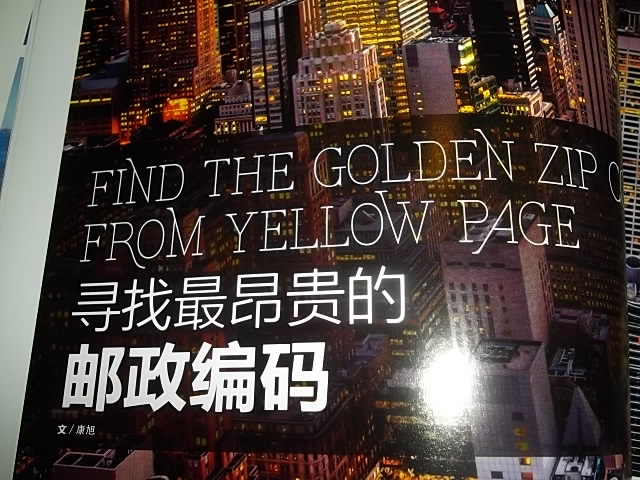 FIND THE GOLDEN ZIP
FROM YELLOW PAGE
寻找最昂贵的
邮政编码
文 / 康旭